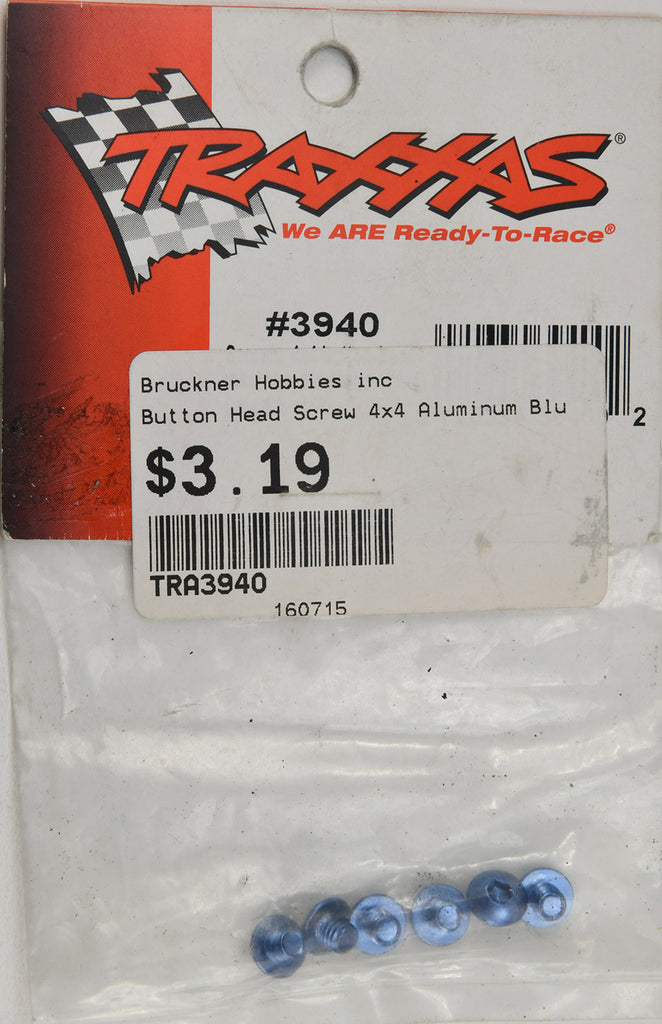 TRAXXAS®
We ARE Ready-To-Race®
#3940
2
Bruckner Hobbies inc
Button Head Screw 4x4 Aluminum Blu
$3.19
TRA3940
160715